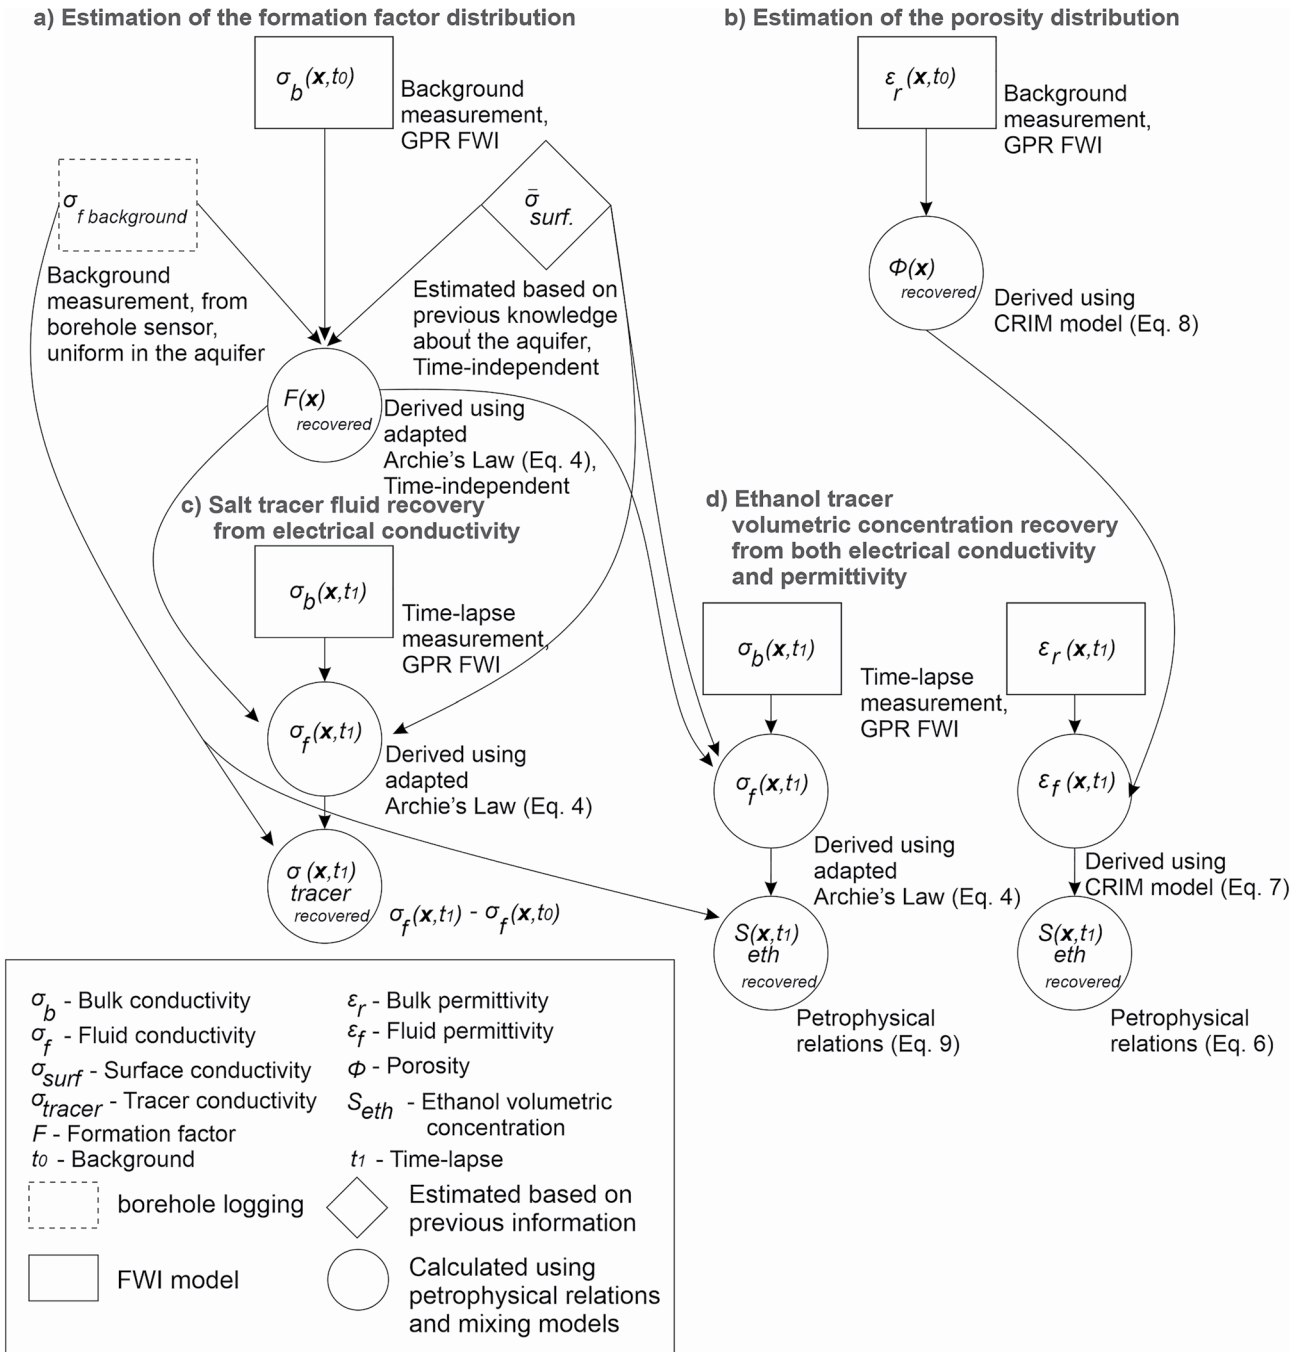 a) Estimation of the formation factor distribution
σb(x,t0)
Background
measurement,
GPR FWI
σf background
σ̄surf.
Background
measurement, from
borehole sensor,
uniform in the aquifer
Estimated based on
previous knowledge
about the aquifer,
Time-independent
F(x)
recovered
Derived using
adapted
Archie's Law (Eq. 4),
Time-independent
b) Estimation of the porosity distribution
εr(x,t0)
Background
measurement,
GPR FWI
Φ(x)
recovered
Derived using
CRIM model (Eq. 8)
c) Salt tracer fluid recovery
from electrical conductivity
σb(x,t1)
Time-lapse
measurement,
GPR FWI
σf(x,t1)
Derived using
adapted
Archie's Law (Eq. 4)
σ(x,t1)
tracer
recovered
σf(x,t1) - σf(x,t0)
d) Ethanol tracer
volumetric concentration recovery
from both electrical conductivity
and permittivity
σb(x,t1)
Time-lapse
measurement,
GPR FWI
εr(x,t1)
σf(x,t1)
Derived using
adapted
Archie's Law (Eq. 4)
εf(x,t1)
Derived using
CRIM model (Eq. 7)
S(x,t1)
eth
recovered
Petrophysical
relations (Eq. 9)
S(x,t1)
eth
recovered
Petrophysical
relations (Eq. 6)
σb - Bulk conductivity
σf - Fluid conductivity
σsurf - Surface conductivity
σtracer - Tracer conductivity
F - Formation factor
t0 - Background
εr - Bulk permittivity
εf - Fluid permittivity
Φ - Porosity
Seth - Ethanol volumetric
concentration
t1 - Time-lapse
borehole logging
Estimated based on
previous information
FWI model
Calculated using
petrophysical relations
and mixing models